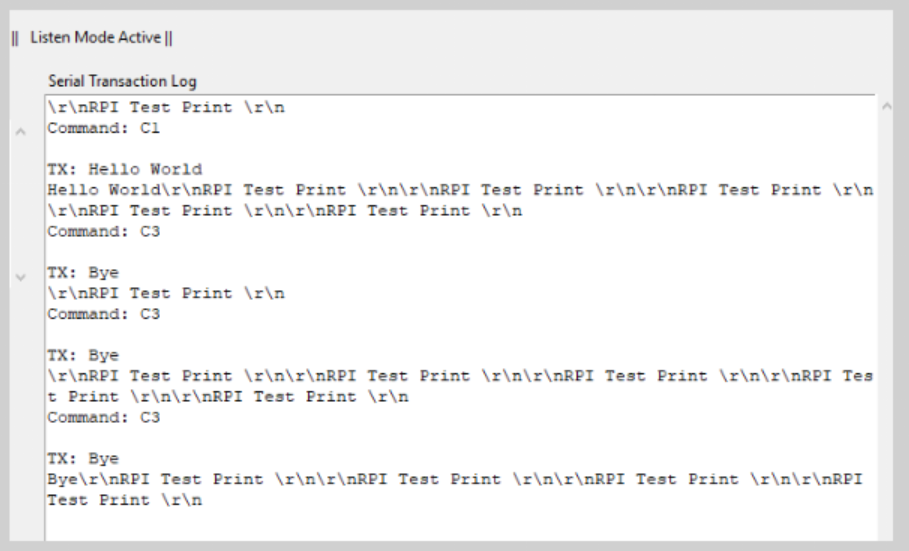 || Listen Mode Active ||
Serial Transaction Log
\r\nRPI Test Print \r\n
Command: C1
TX: Hello World
Hello World\r\nRPI Test Print \r\n\r\nRPI Test Print \r\n\r\nRPI Test Print \r\n
\r\nRPI Test Print \r\n\r\nRPI Test Print \r\n
Command: C3
TX: Bye
\r\nRPI Test Print \r\n
Command: C3
TX: Bye
\r\nRPI Test Print \r\n\r\nRPI Test Print \r\n\r\nRPI Test Print \r\n\r\nRPI Tes
t Print \r\n\r\nRPI Test Print \r\n
Command: C3
TX: Bye
Bye\r\nRPI Test Print \r\n\r\nRPI Test Print \r\n\r\nRPI Test Print \r\n\r\nRPI
Test Print \r\n